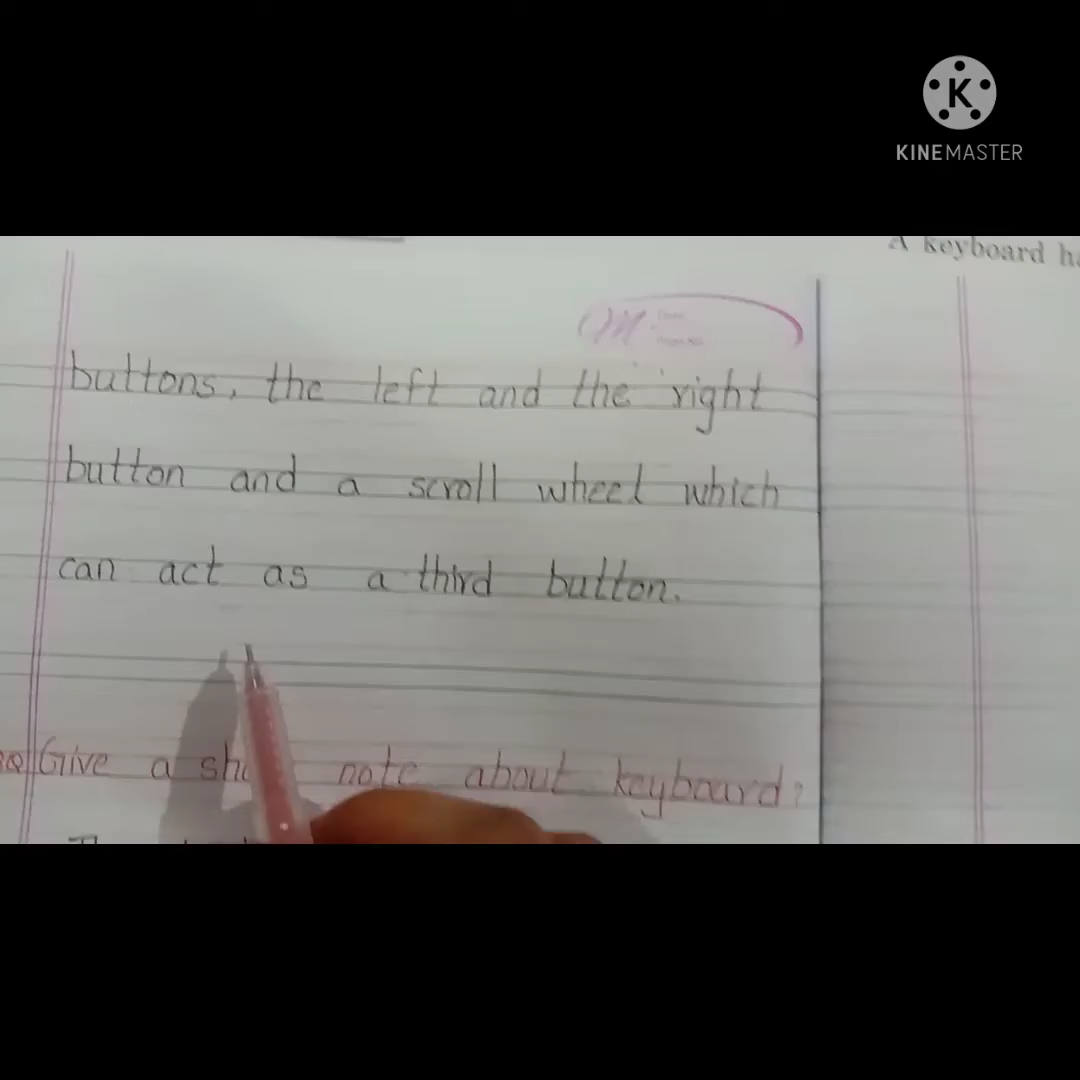 K
KINEMASTER
A keyboard
buttons, the left and the right
button and a scroll wheel which
can act as a third button.
Give a note about keyboard?